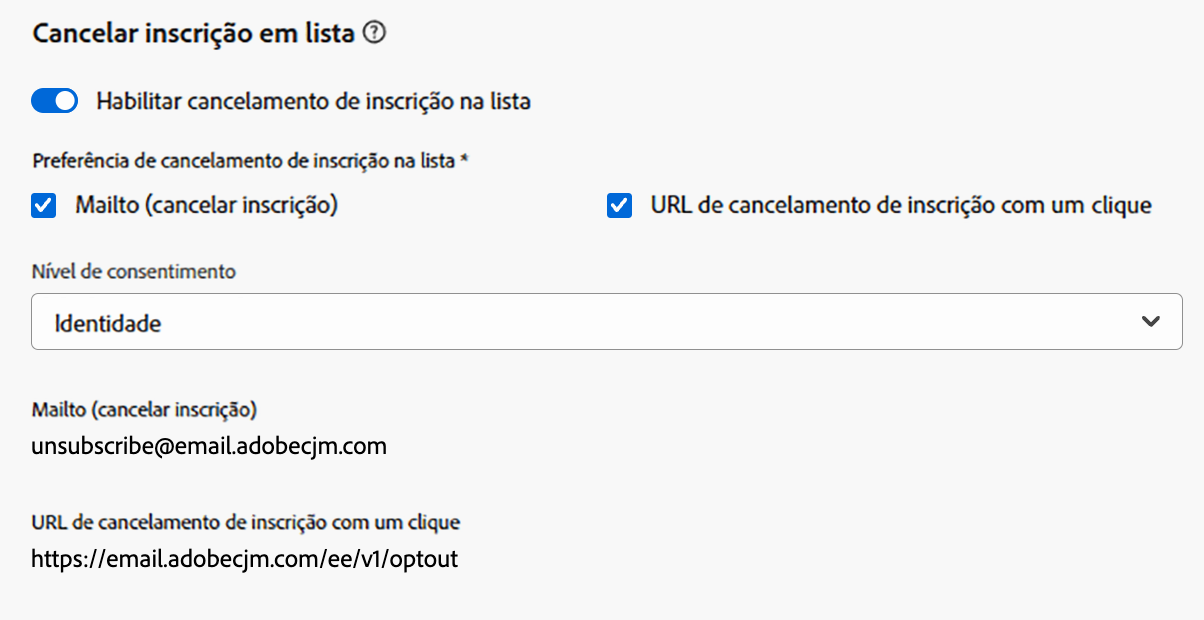 Cancelar inscrição em lista
Habilitar cancelamento de inscrição na lista
Preferência de cancelamento de inscrição na lista *
Mailto (cancelar inscrição) URL de cancelamento de inscrição com um clique
Nível de consentimento
Identidade
Mailto (cancelar inscrição)
unsubscribe@email.adobecjm.com
URL de cancelamento de inscrição com um clique
https://email.adobecjm.com/ee/v1/optout